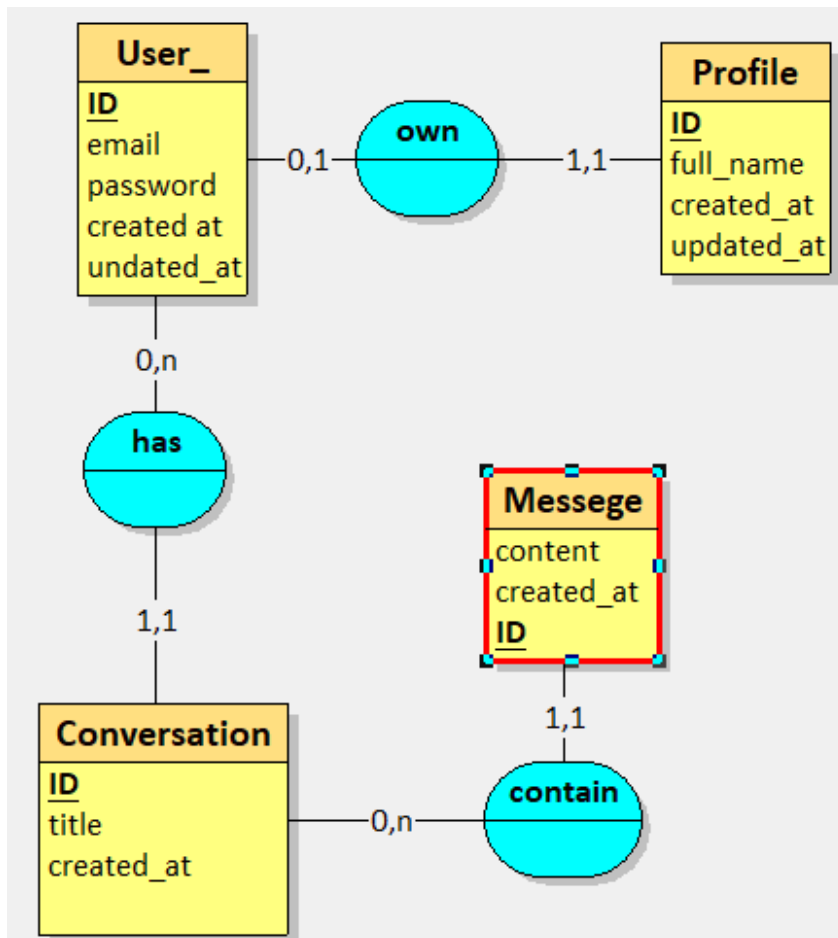 User_
ID
email
password
created at
undated_at
0,1
own
1,1
Profile
ID
full_name
created_at
updated_at
0,n
has
1,1
Messege
content
created_at
ID
1,1
Conversation
ID
title
created_at
0,n
contain